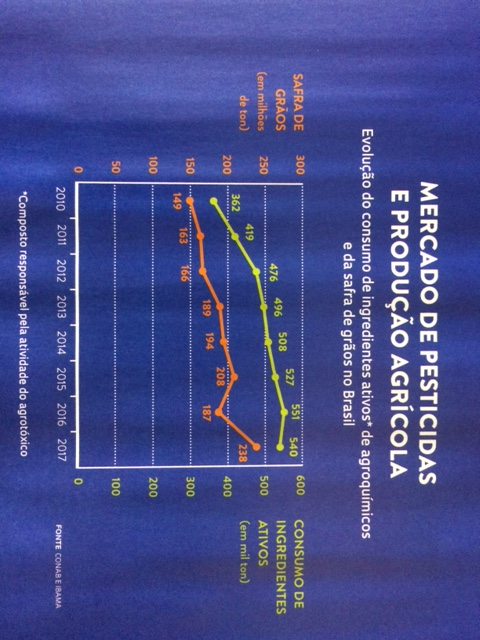 MERCADO DE PESTICIDAS
E PRODUÇÃO AGRÍCOLA
Evolução do consumo de ingredientes ativos* de agroquímicos
e da safra de grãos no Brasil
SAFRA DE
GRÃOS
(em milhões
de ton)
300
250
200
150
100
50
0
362
419
476
496
508
527
551
540
149
163
166
189
194
208
187
238
2010
2011
2012
2013
2014
2015
2016
2017
CONSUMO DE
INGREDIENTES
ATIVOS
(em mil ton)
600
500
400
300
200
100
0
*Composto responsável pela atividade do agrotóxico
FONTE CONAB E IBAMA